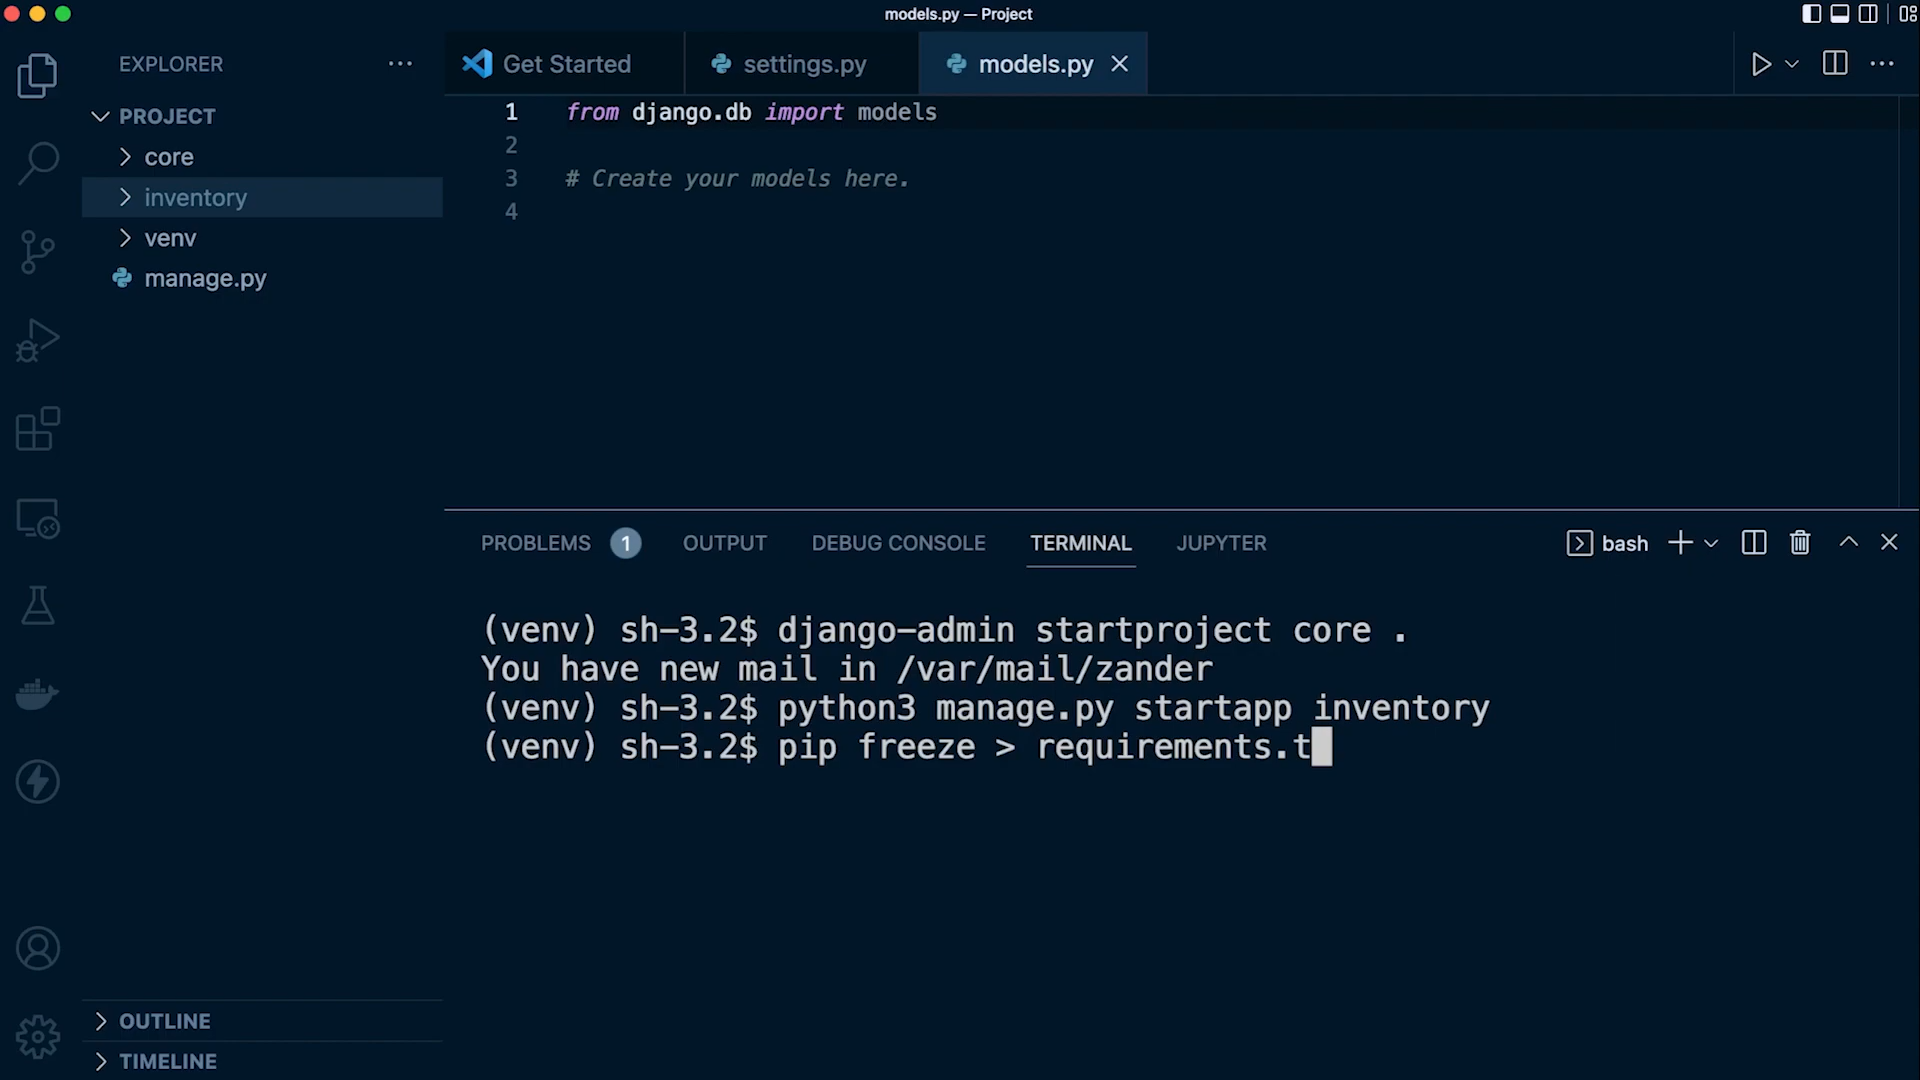 models.py — Project
EXPLORER
PROJECT
core
inventory
venv
manage.py
OUTLINE
TIMELINE
Get Started
settings.py
models.py
1 from django.db import models
2
3 # Create your models here.
4
PROBLEMS 1 OUTPUT DEBUG CONSOLE TERMINAL JUPYTER
bash
(venv) sh-3.2$ django-admin startproject core .
You have new mail in /var/mail/zander
(venv) sh-3.2$ python3 manage.py startapp inventory
(venv) sh-3.2$ pip freeze > requirements.t